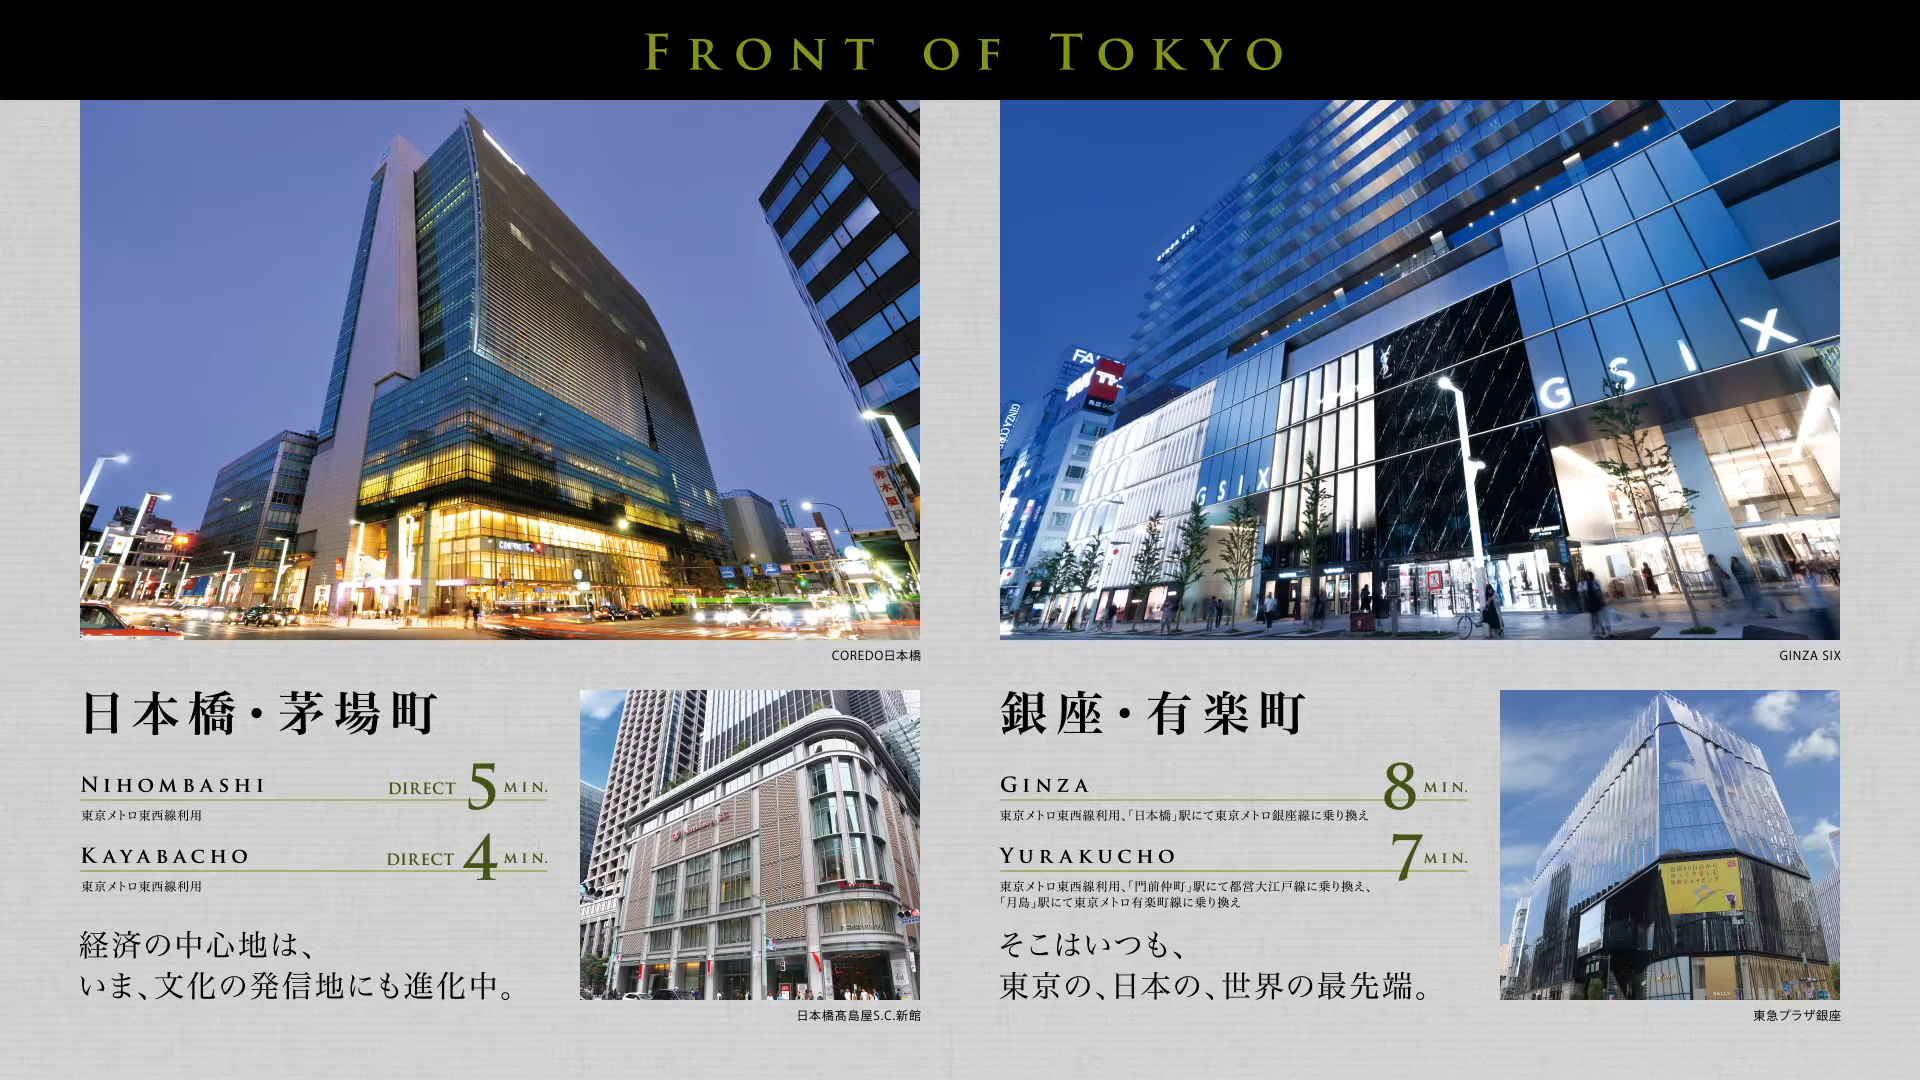 FRONT OF TOKYO
GINZA SIX
GSIX
GSIX
COREDO日本橋
GINZA SIX
日本橋・茅場町
NIHOMBASHI DIRECT 5 MIN.
東京メトロ東西線利用
KAYABACHO DIRECT 4 MIN.
東京メトロ東西線利用
経済の中心地は、
いま、文化の発信地にも進化中。
日本橋髙島屋S.C.新館
銀座・有楽町
GINZA 8 MIN.
東京メトロ東西線利用、「日本橋」駅にて東京メトロ銀座線に乗り換え
YURAKUCHO 7 MIN.
東京メトロ東西線利用、「門前仲町」駅にて都営大江戸線に乗り換え、
「月島」駅にて東京メトロ有楽町線に乗り換え
そこはいつも、
東京の、日本の、世界の最先端。
BALLY
東急プラザ銀座